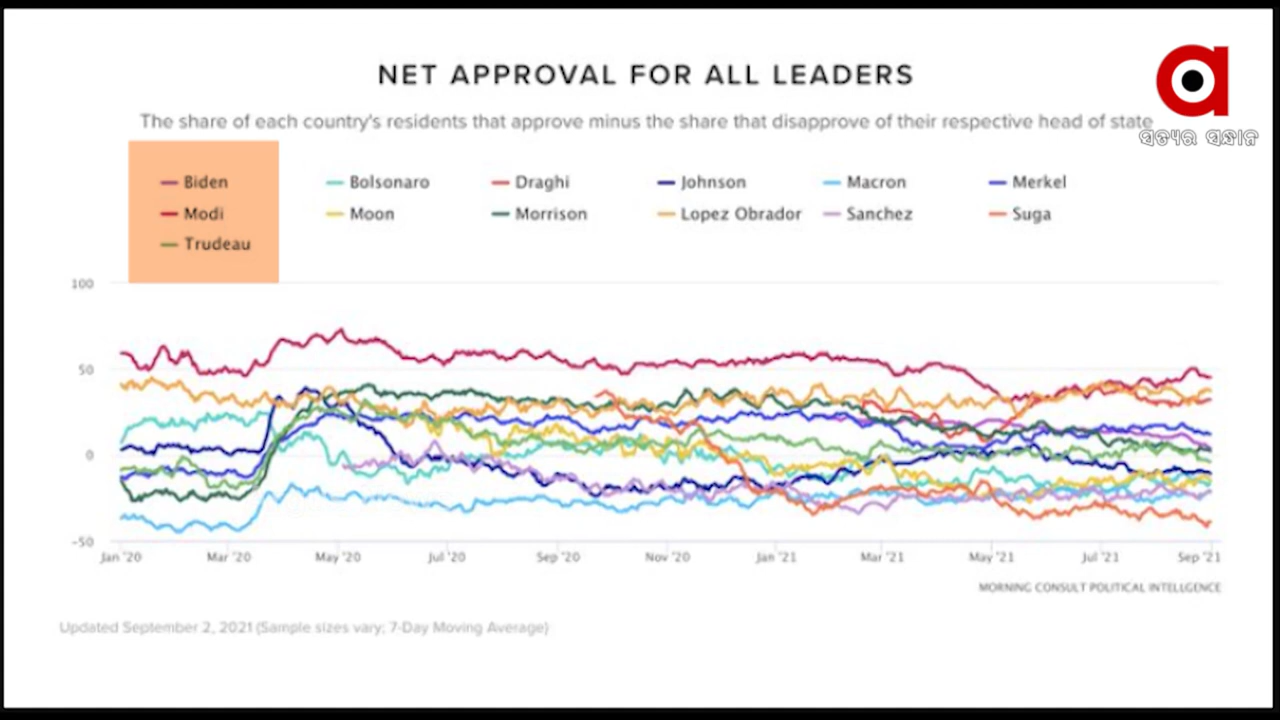 NET APPROVAL FOR ALL LEADERS
The share of each country's residents that approve minus the share that disapprove of their respective head of state
ସତ୍ୟର ସନ୍ଧାନ
Biden Bolsonaro Draghi Johnson Macron Merkel
Modi Moon Morrison Lopez Obrador Sanchez Suga
Trudeau
100
50
0
-50
Jan '20 Mar '20 May '20 Jul '20 Sep '20 Nov '20 Jan '21 Mar '21 May '21 Jul '21 Sep '21
MORNING CONSULT POLITICAL INTELLGENCE
Updated September 2, 2021 (Sample sizes vary; 7-Day Moving Average)